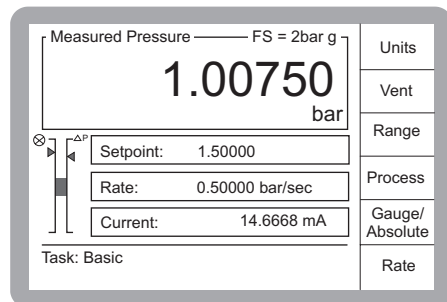 Measured Pressure FS = 2bar g
1.00750
bar
△P
Setpoint: 1.50000
Rate: 0.50000 bar/sec
Current: 14.6668 mA
Task: Basic
Units
Vent
Range
Process
Gauge/
Absolute
Rate